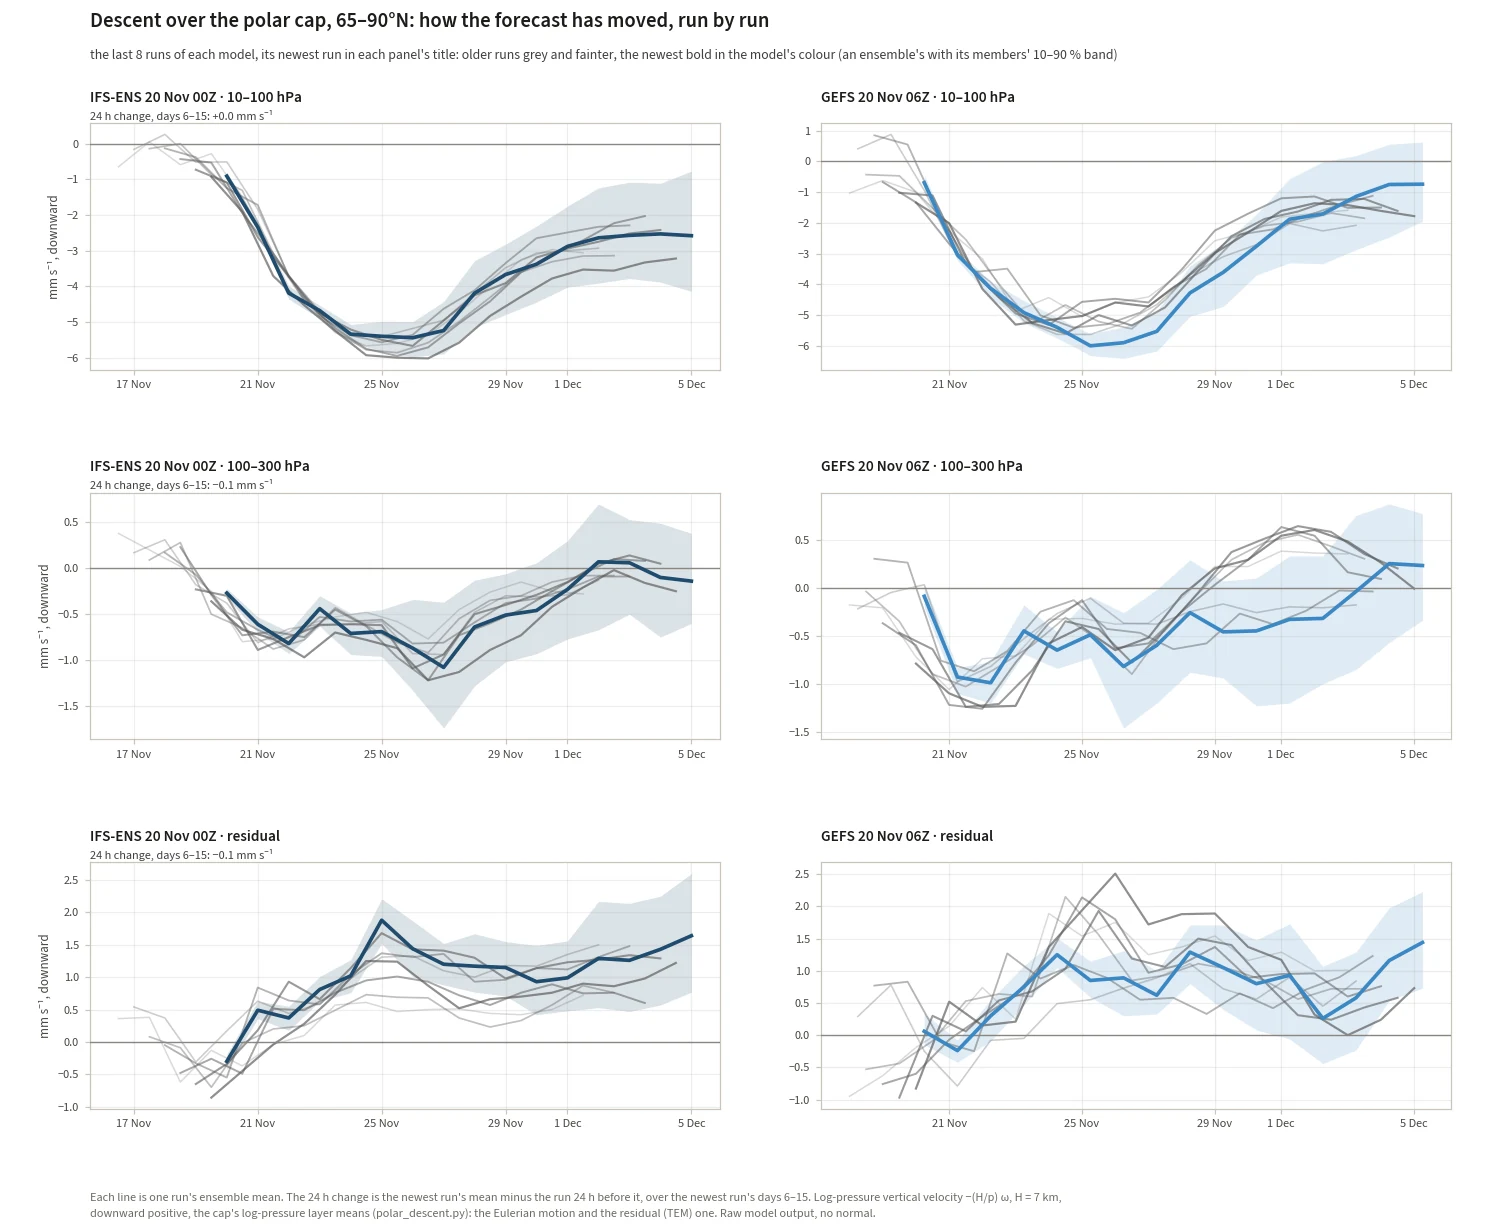 Descent over the polar cap, 65–90°N: how the forecast has moved, run by run
the last 8 runs of each model, its newest run in each panel's title: older runs grey and fainter, the newest bold in the model's colour (an ensemble's with its members' 10–90 % band)
IFS-ENS 20 Nov 00Z · 10–100 hPa
24 h change, days 6–15: +0.0 mm s⁻¹
mm s⁻¹, downward
0
−1
−2
−3
−4
−5
−6
17 Nov 21 Nov 25 Nov 29 Nov 1 Dec 5 Dec
GEFS 20 Nov 06Z · 10–100 hPa
1
0
−1
−2
−3
−4
−5
−6
21 Nov 25 Nov 29 Nov 1 Dec 5 Dec
IFS-ENS 20 Nov 00Z · 100–300 hPa
24 h change, days 6–15: −0.1 mm s⁻¹
mm s⁻¹, downward
0.5
0.0
−0.5
−1.0
−1.5
17 Nov 21 Nov 25 Nov 29 Nov 1 Dec 5 Dec
GEFS 20 Nov 06Z · 100–300 hPa
0.5
0.0
−0.5
−1.0
−1.5
21 Nov 25 Nov 29 Nov 1 Dec 5 Dec
IFS-ENS 20 Nov 00Z · residual
24 h change, days 6–15: −0.1 mm s⁻¹
mm s⁻¹, downward
2.5
2.0
1.5
1.0
0.5
0.0
−0.5
−1.0
17 Nov 21 Nov 25 Nov 29 Nov 1 Dec 5 Dec
GEFS 20 Nov 06Z · residual
2.5
2.0
1.5
1.0
0.5
0.0
−0.5
−1.0
21 Nov 25 Nov 29 Nov 1 Dec 5 Dec
Each line is one run's ensemble mean. The 24 h change is the newest run's mean minus the run 24 h before it, over the newest run's days 6–15. Log-pressure vertical velocity −(H/p) ω, H = 7 km,
downward positive, the cap's log-pressure layer means (polar_descent.py): the Eulerian motion and the residual (TEM) one. Raw model output, no normal.